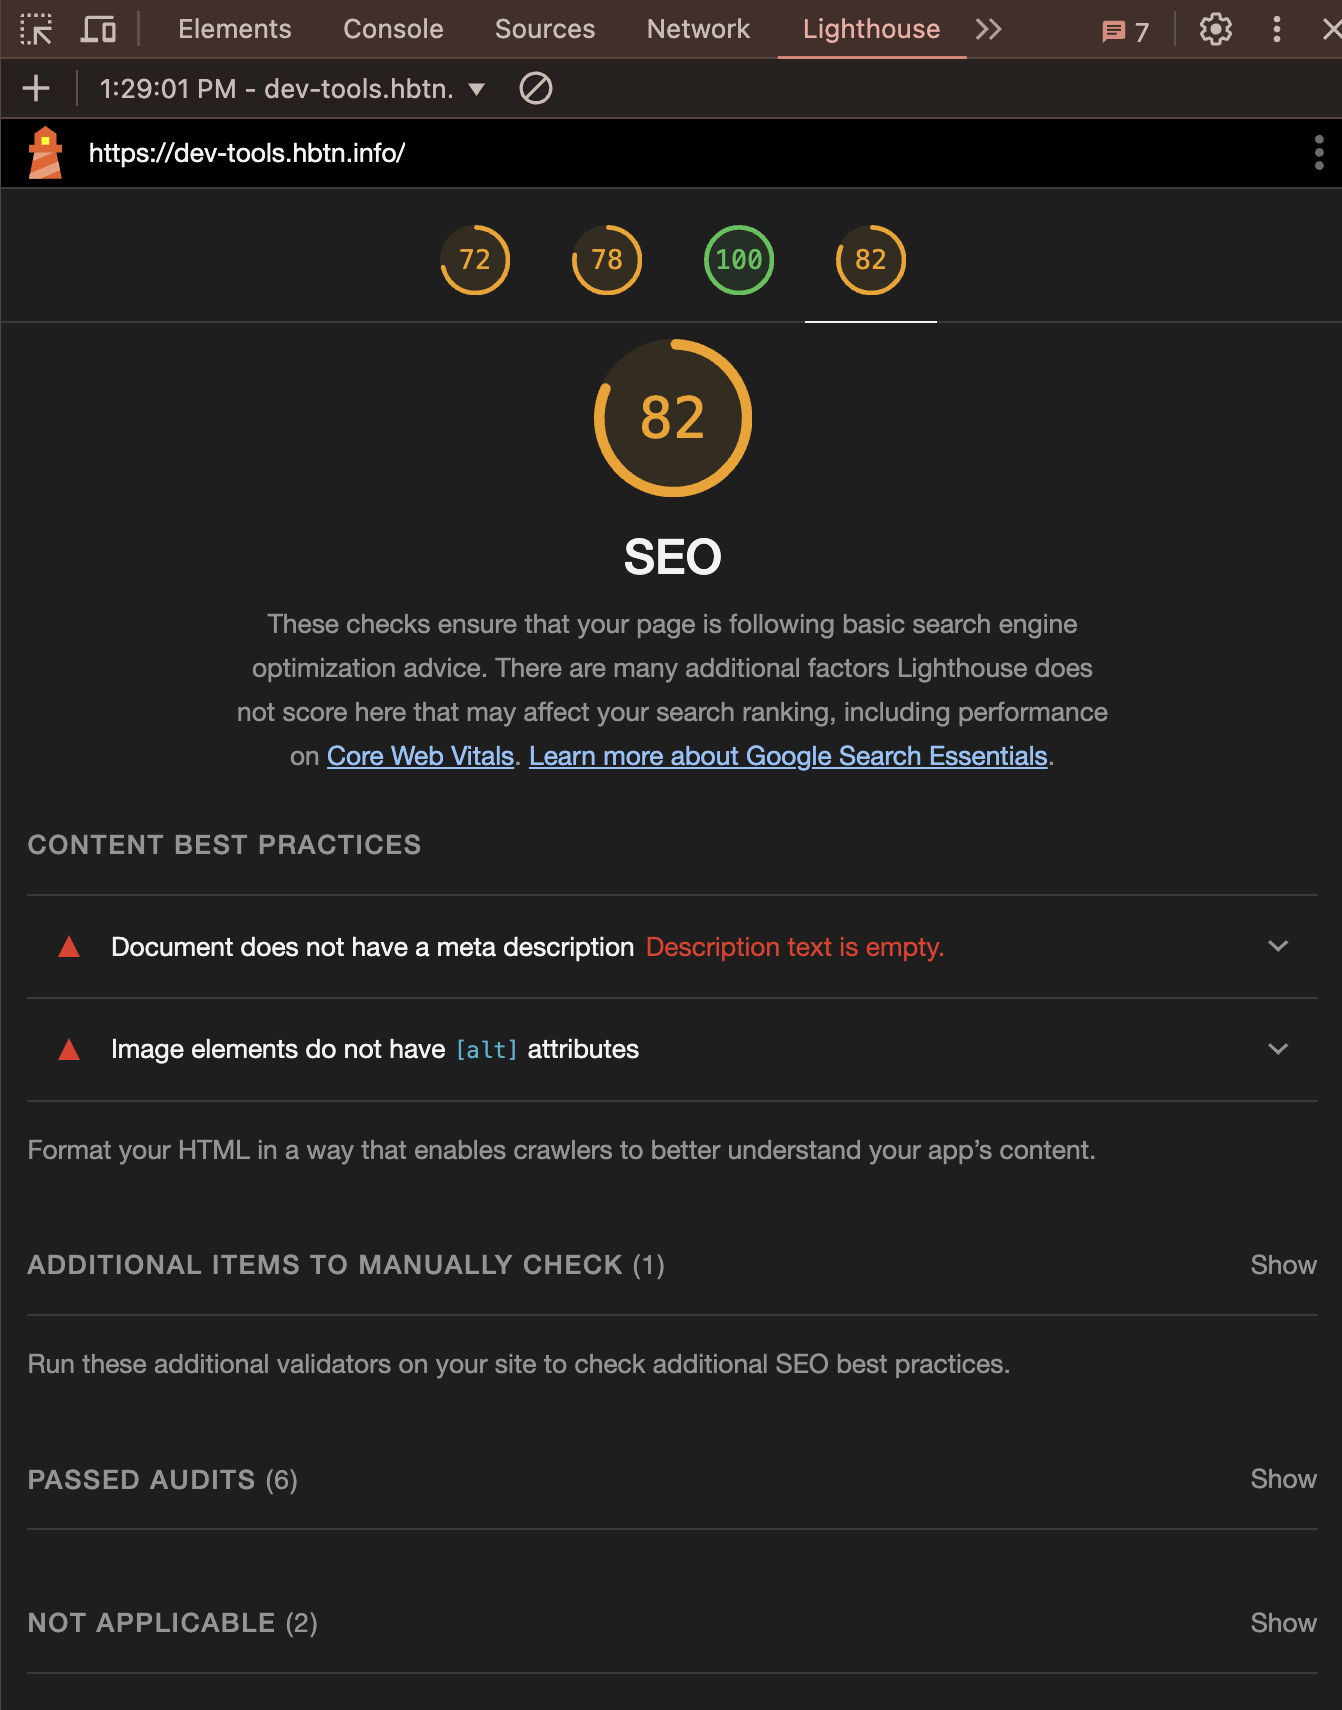 Elements Console Sources Network Lighthouse 7
1:29:01 PM - dev-tools.hbtn.
https://dev-tools.hbtn.info/
72 78 100 82
82
SEO
These checks ensure that your page is following basic search engine
optimization advice. There are many additional factors Lighthouse does
not score here that may affect your search ranking, including performance
on Core Web Vitals. Learn more about Google Search Essentials.
CONTENT BEST PRACTICES
Document does not have a meta description Description text is empty.
Image elements do not have [alt] attributes
Format your HTML in a way that enables crawlers to better understand your app’s content.
ADDITIONAL ITEMS TO MANUALLY CHECK (1) Show
Run these additional validators on your site to check additional SEO best practices.
PASSED AUDITS (6) Show
NOT APPLICABLE (2) Show